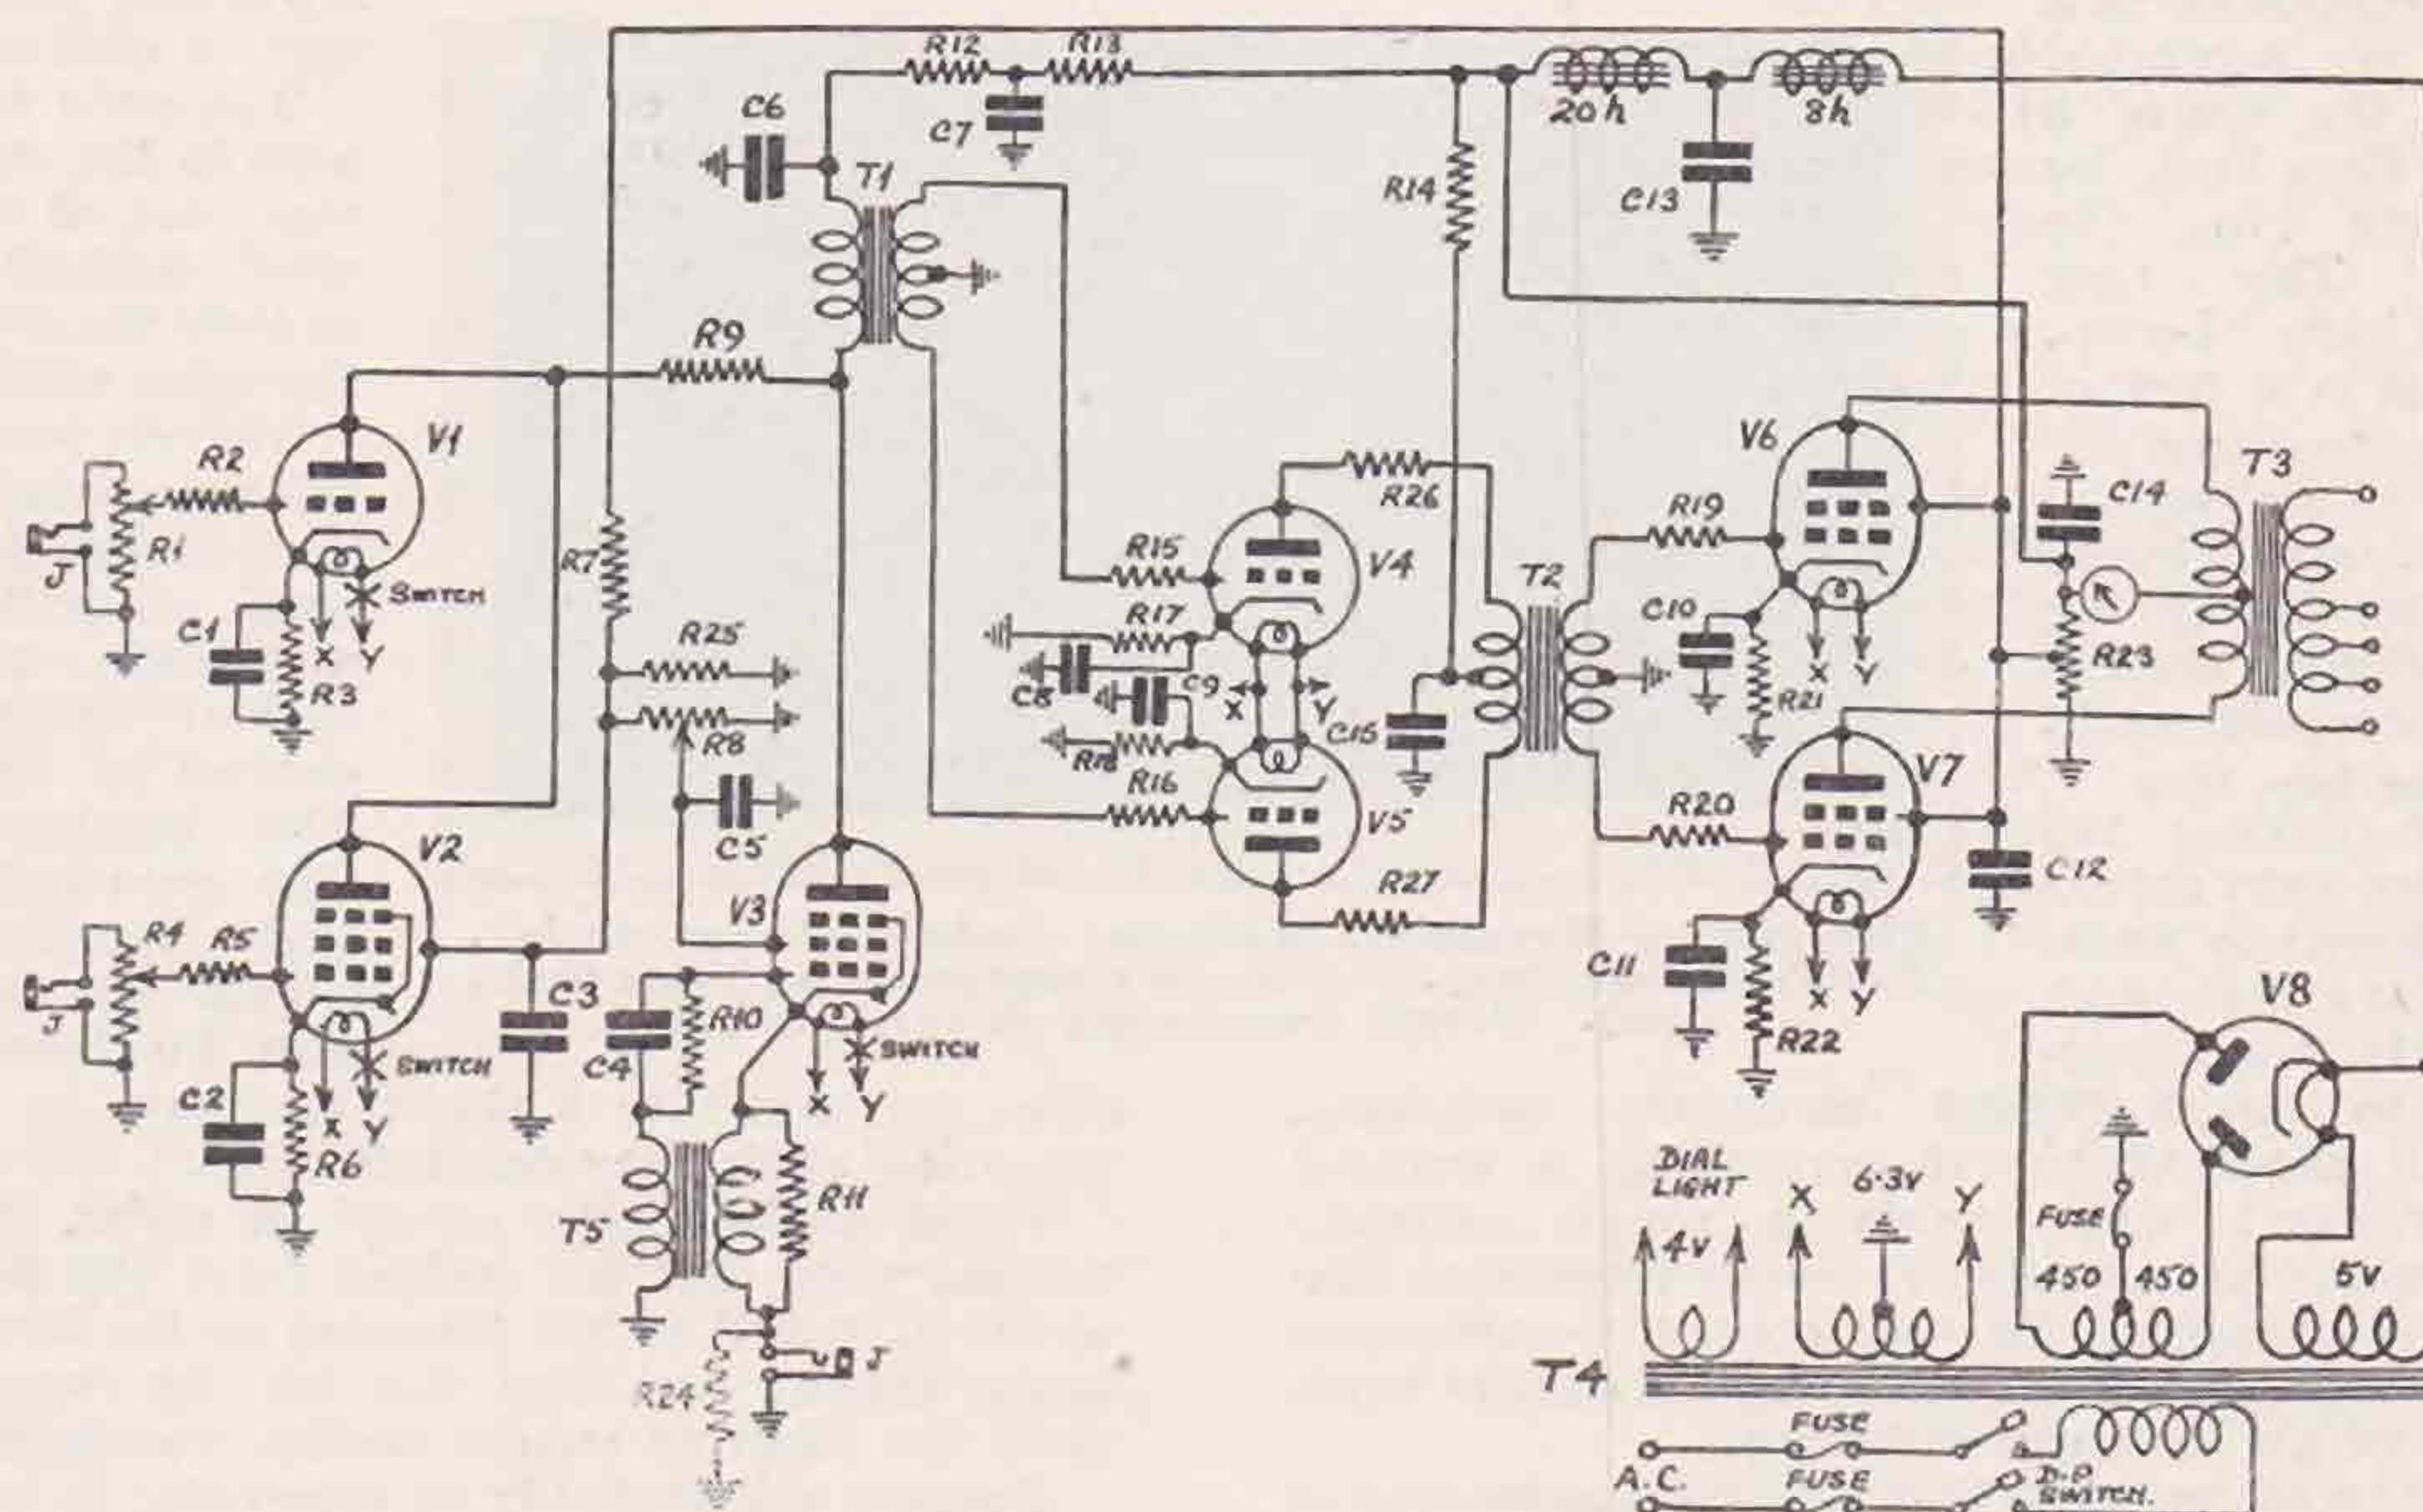 R12
R13
C6
C7
T1
20h
8h
C13
R14
R9
V1
R2
R1
J
SWITCH
C1
R3
X
Y
R7
R25
R8
C5
V2
R4
R5
J
C3
SWITCH
C2
R6
X
Y
V3
C4
R10
SWITCH
X
Y
T5
R11
R24
J
R26
R15
V4
R17
C8
C9
X
Y
R18
R16
V5
C15
R27
T2
R19
V6
C10
R21
X
Y
C14
R23
T3
R20
V7
C12
C11
R22
X
Y
V8
DIAL
LIGHT
4V
X
6.3V
Y
FUSE
450
450
5V
T4
FUSE
A.C.
FUSE
D.P
SWITCH.